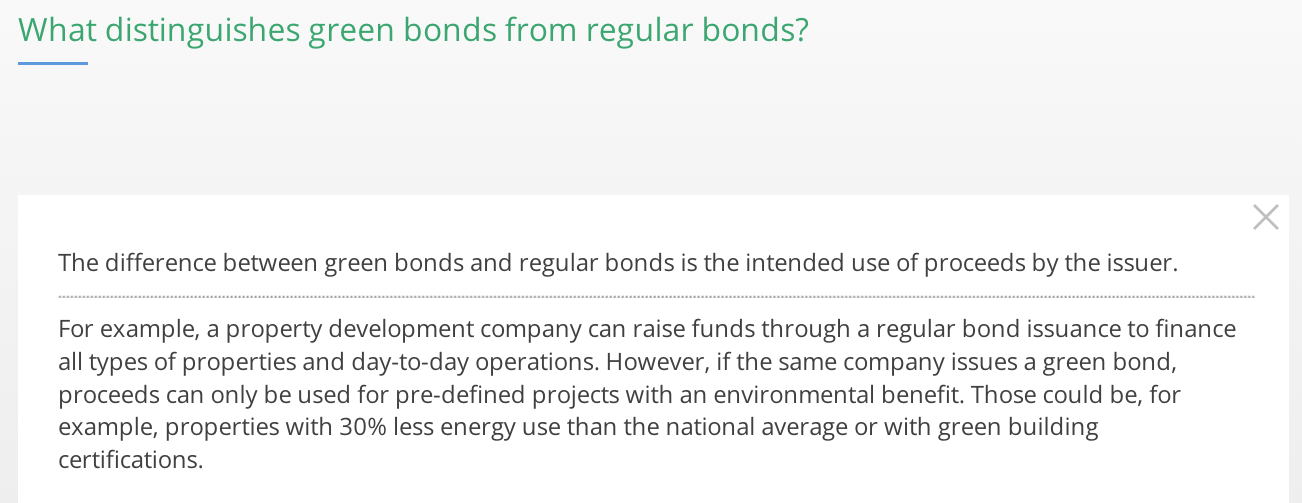 What distinguishes green bonds from regular bonds?
The difference between green bonds and regular bonds is the intended use of proceeds by the issuer.
For example, a property development company can raise funds through a regular bond issuance to finance
all types of properties and day-to-day operations. However, if the same company issues a green bond,
proceeds can only be used for pre-defined projects with an environmental benefit. Those could be, for
example, properties with 30% less energy use than the national average or with green building
certifications.